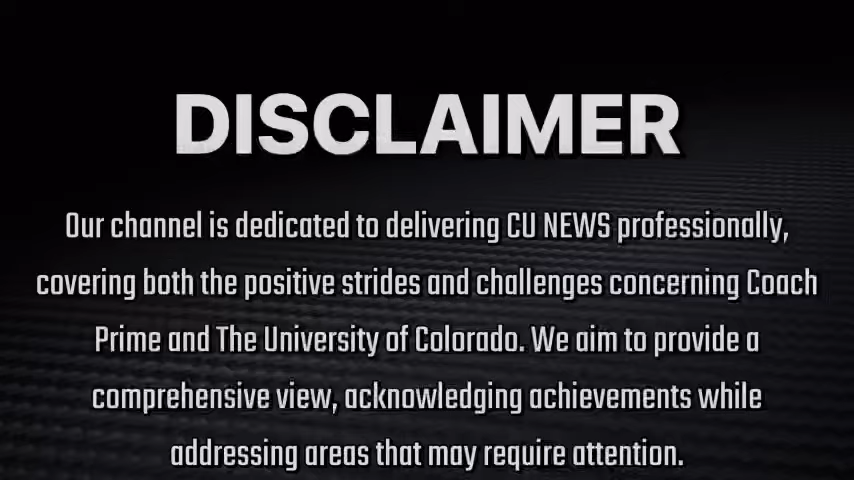 DISCLAIMER
Our channel is dedicated to delivering CU NEWS professionally,
covering both the positive strides and challenges concerning Coach
Prime and The University of Colorado. We aim to provide a
comprehensive view, acknowledging achievements while
addressing areas that may require attention.